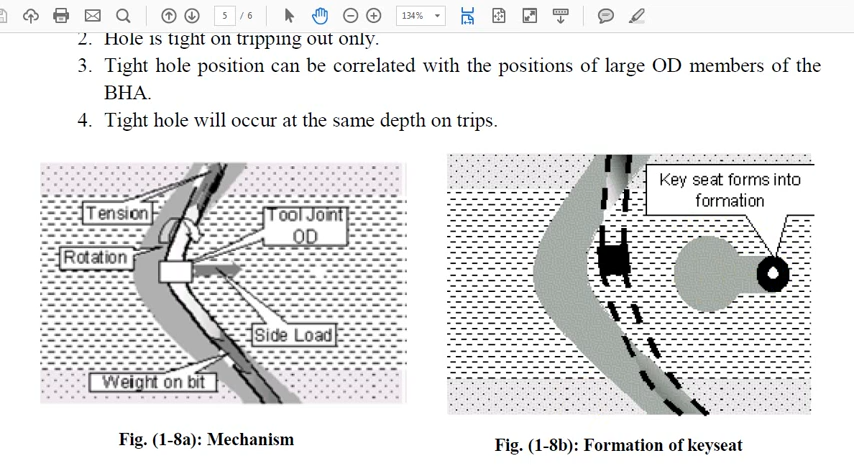 5 / 6
134%
2. Hole is tight on tripping out only.
3. Tight hole position can be correlated with the positions of large OD members of the
BHA.
4. Tight hole will occur at the same depth on trips.
Tension
Tool Joint
OD
Rotation
Side Load
Weight on bit
Key seat forms into
formation
Fig. (1-8a): Mechanism
Fig. (1-8b): Formation of keyseat